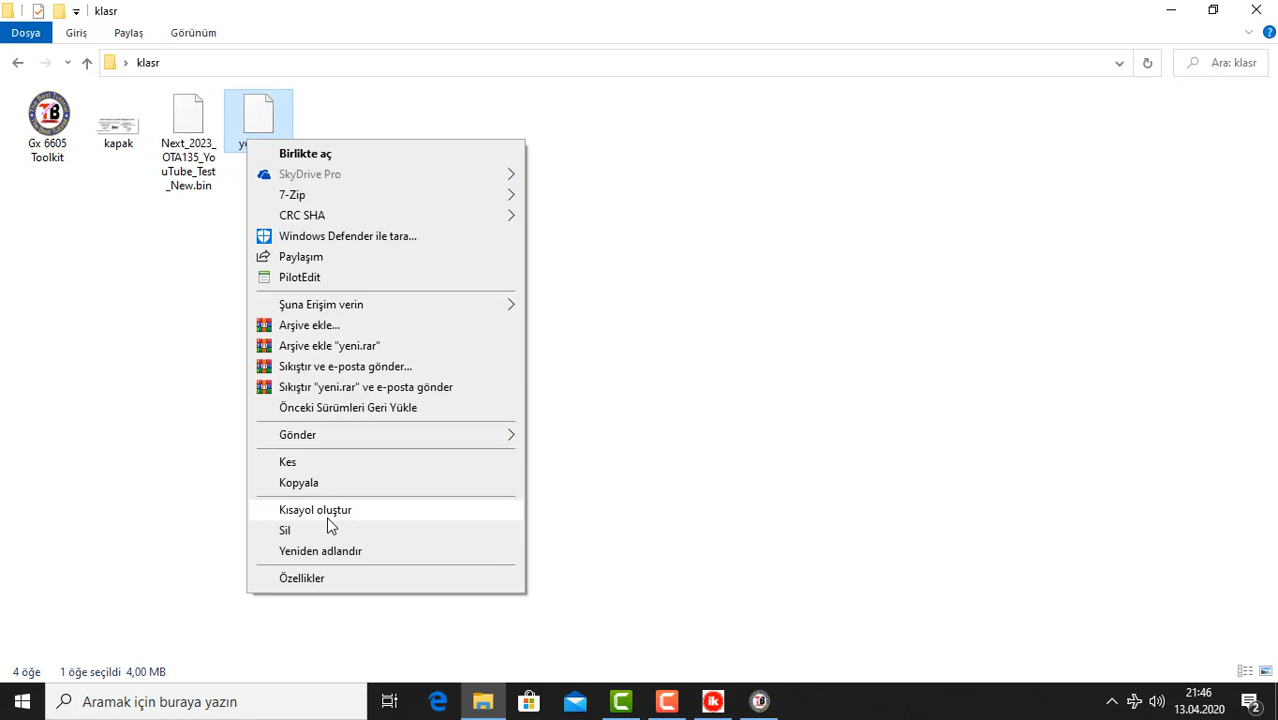 klasr
Dosya
Giriş
Paylaş
Görünüm
klasr
Ara: klasr
Gx 6605
Toolkit
kapak
Next_2023_
OTA135_Yo
uTube_Test
_New.bin
Birlikte aç
SkyDrive Pro
7-Zip
CRC SHA
Windows Defender ile tara...
Paylaşım
PilotEdit
Şuna Erişim verin
Arşive ekle...
Arşive ekle "yeni.rar"
Sıkıştır ve e-posta gönder...
Sıkıştır "yeni.rar" ve e-posta gönder
Önceki Sürümleri Geri Yükle
Gönder
Kes
Kopyala
Kısayol oluştur
Sil
Yeniden adlandır
Özellikler
4 öğe
1 öğe seçildi 4,00 MB
Aramak için buraya yazın
21:46
13.04.2020
2